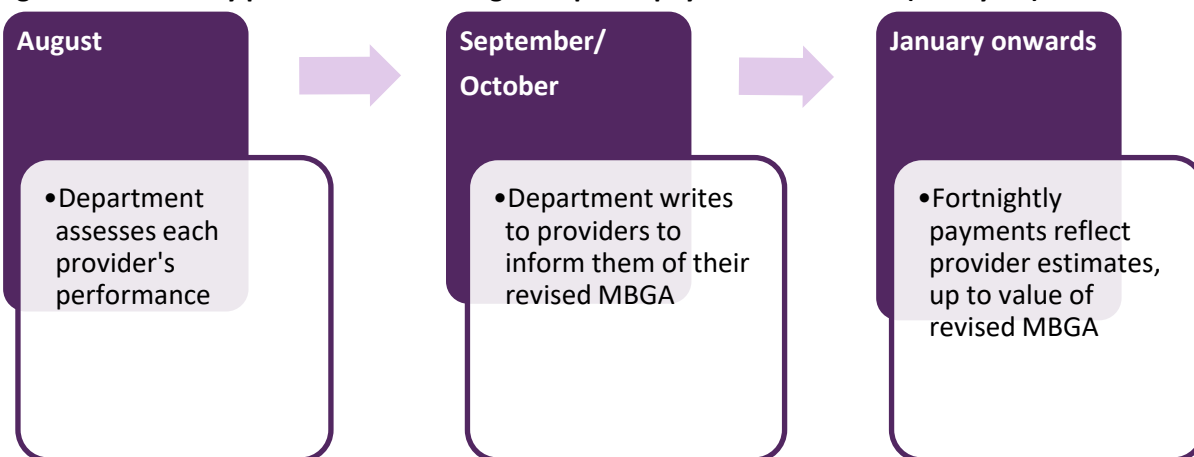 August
•Department
assesses each
provider's
performance
September/
October
•Department writes
to providers to
inform them of their
revised MBGA
January onwards
•Fortnightly
payments reflect
provider estimates,
up to value of
revised MBGA